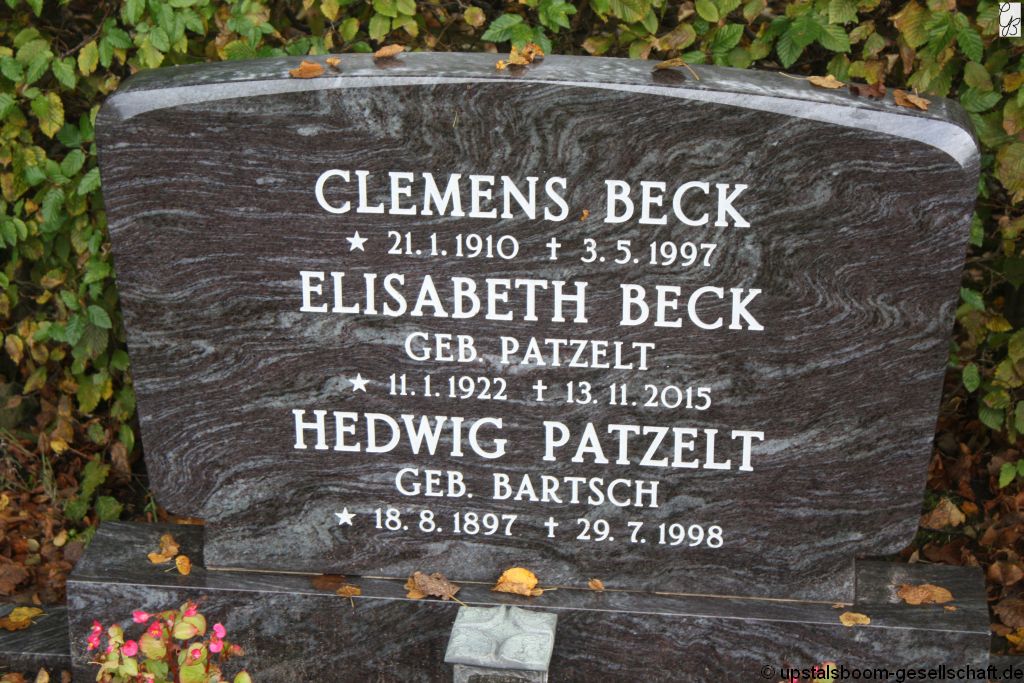 CLEMENS BECK
★ 21. 1. 1910 ✝ 3. 5. 1997
ELISABETH BECK
GEB. PATZELT
★ 11. 1. 1922 ✝ 13. 11. 2015
HEDWIG PATZELT
GEB. BARTSCH
★ 18. 8. 1897 ✝ 29. 7. 1998
© upstalsboom-gesellschaft.de